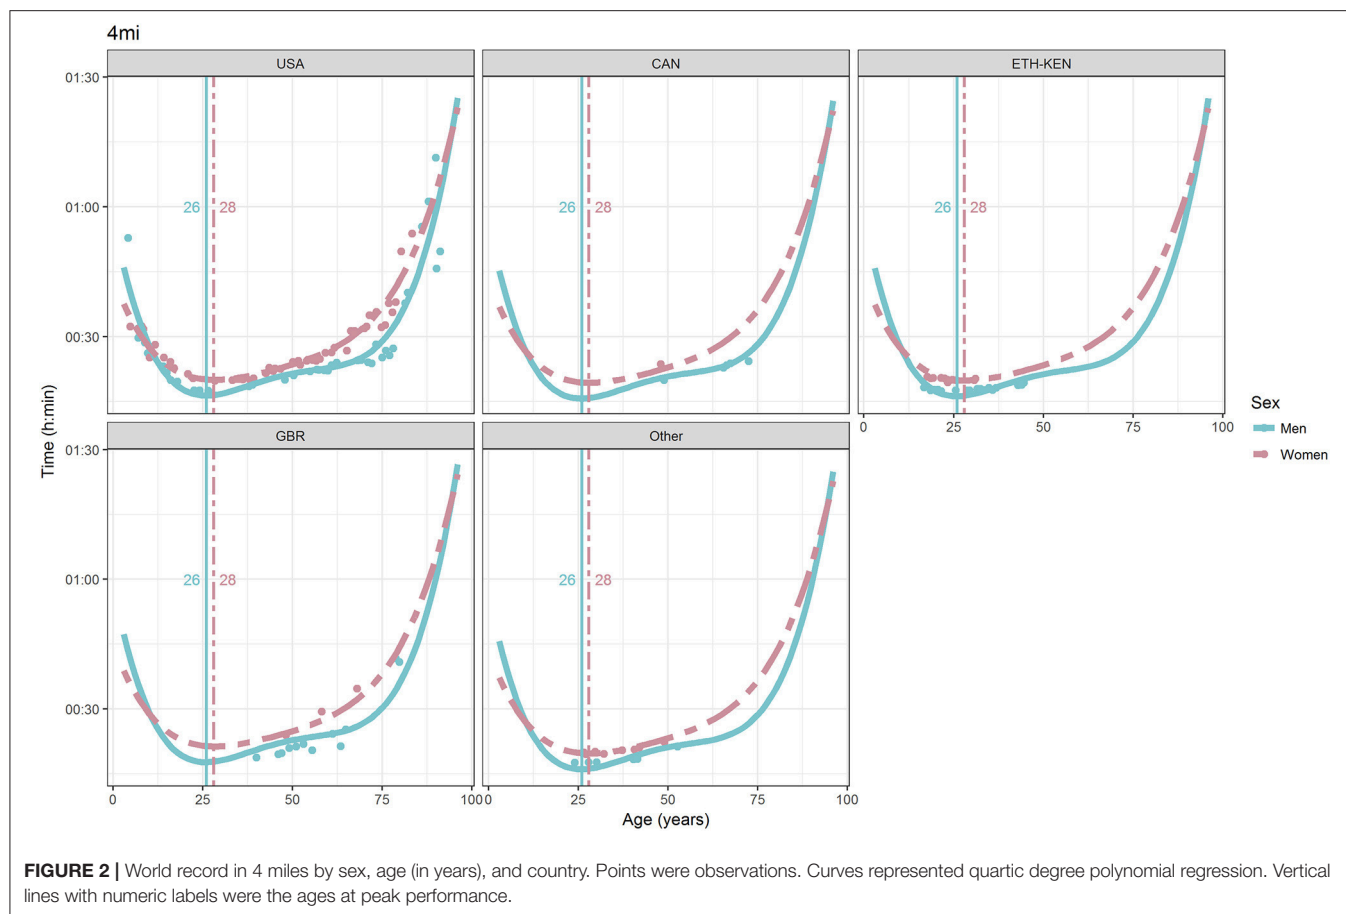 4mi
USA
CAN
ETH-KEN
01:30
01:00
00:30
26
28
26
28
26
28
0
25
50
75
100
GBR
Other
01:30
01:00
00:30
26
28
26
28
0
25
50
75
100
0
25
50
75
100
Time (h:min)
Age (years)
Sex
Men
Women
FIGURE 2 | World record in 4 miles by sex, age (in years), and country. Points were observations. Curves represented quartic degree polynomial regression. Vertical
lines with numeric labels were the ages at peak performance.